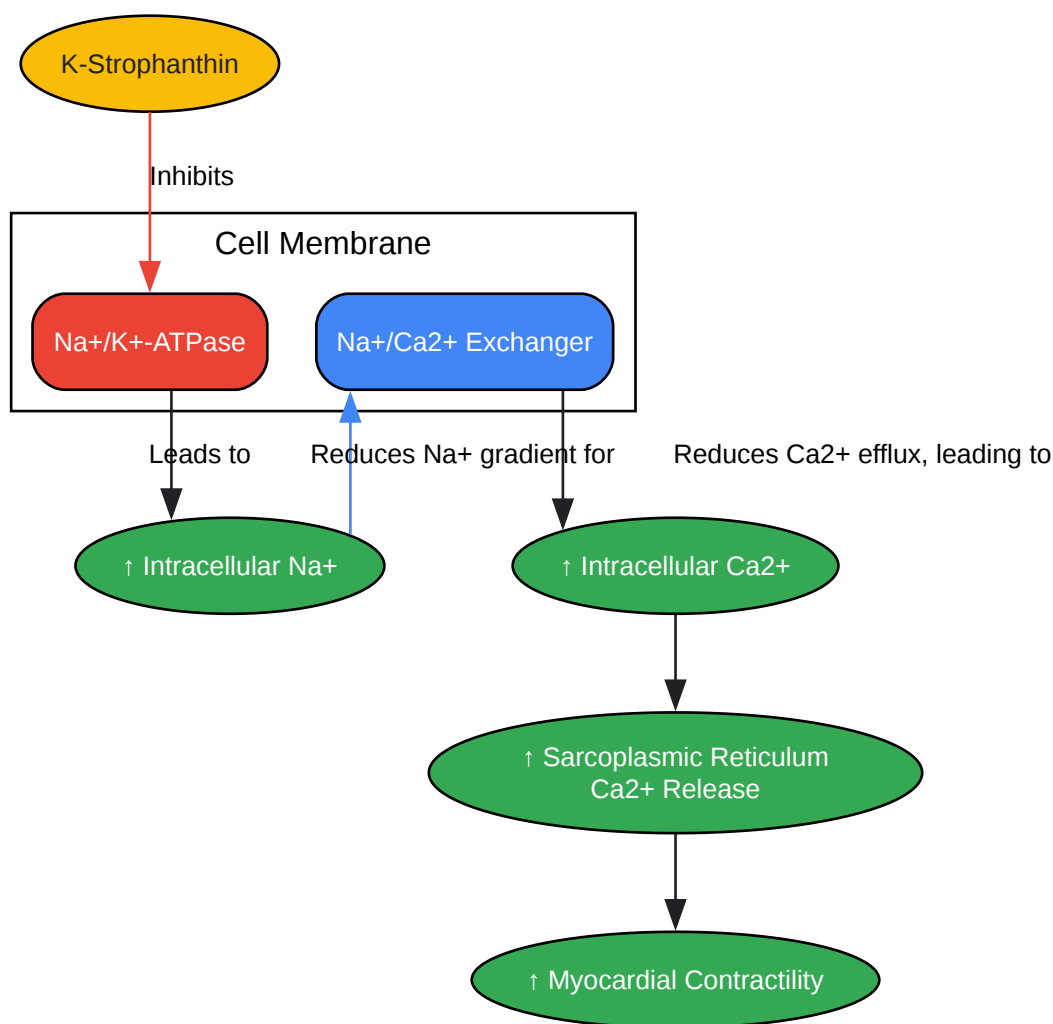 K-Strophanthin
Inhibits
Cell Membrane
Na+/K+-ATPase
Na+/Ca2+ Exchanger
Leads to
Reduces Na+ gradient for
Reduces Ca2+ efflux, leading to
↑ Intracellular Na+
↑ Intracellular Ca2+
↑ Sarcoplasmic Reticulum
Ca2+ Release
↑ Myocardial Contractility